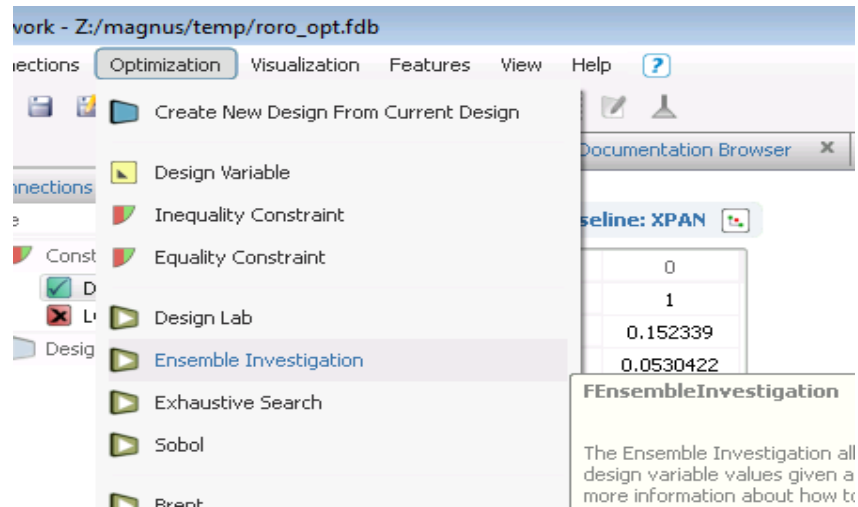 work - Z:/magnus/temp/roro_opt.fdb
Optimization Visualization Features View Help ?
Create New Design From Current Design
Documentation Browser x
Design Variable
Inequality Constraint
seline: XPAN
Const Equality Constraint 0
D 1
Design Lab 0.152339
Desig Ensemble Investigation 0.0530422
FEnsembleInvestigation
Exhaustive Search
Sobol
The Ensemble Investigation all
design variable values given a
Brent more information about how to